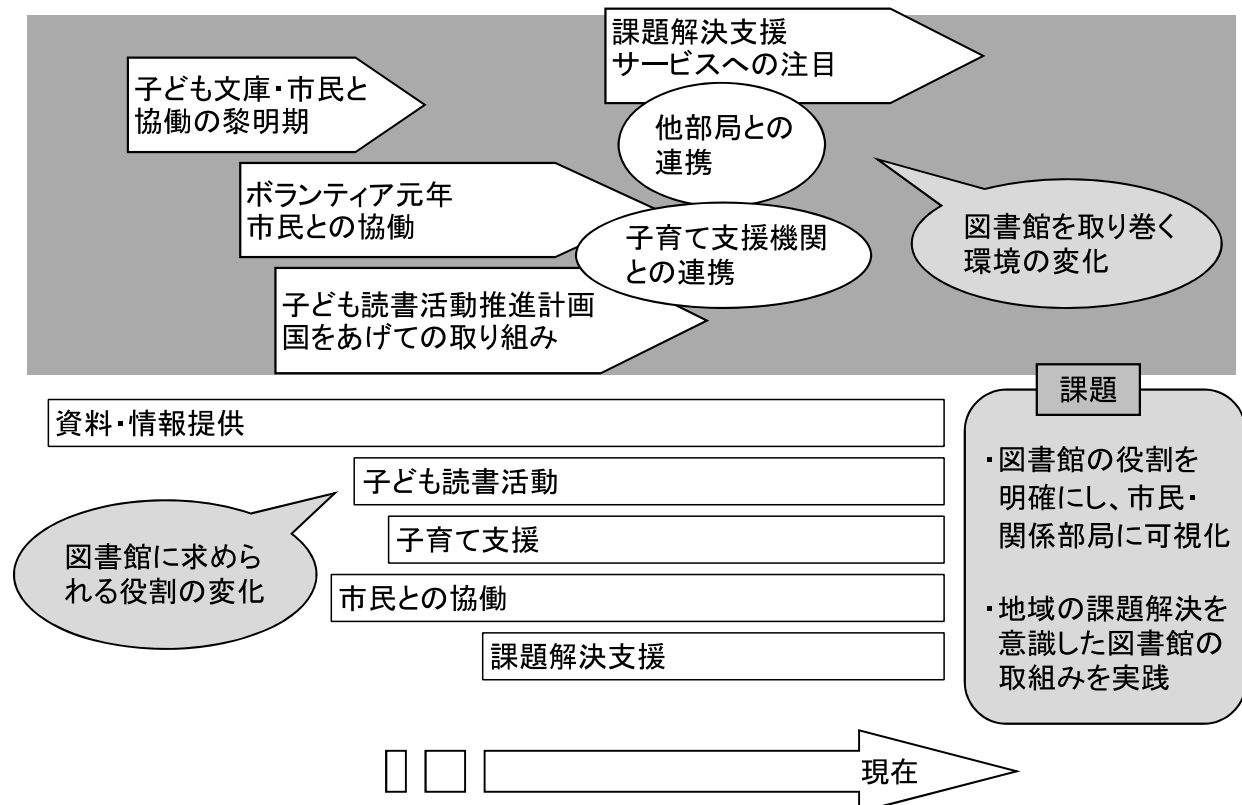 課題解決支援
サービスへの注目
子ども文庫・市民と
協働の黎明期
他部局との
連携
ボランティア元年
市民との協働
子育て支援機関
との連携
図書館を取り巻く
環境の変化
子ども読書活動推進計画
国をあげての取り組み
資料・情報提供
子ども読書活動
子育て支援
市民との協働
課題解決支援
図書館に求めら
れる役割の変化
課題
・図書館の役割を
明確にし、市民・
関係部局に可視化
・地域の課題解決を
意識した図書館の
取組みを実践
現在